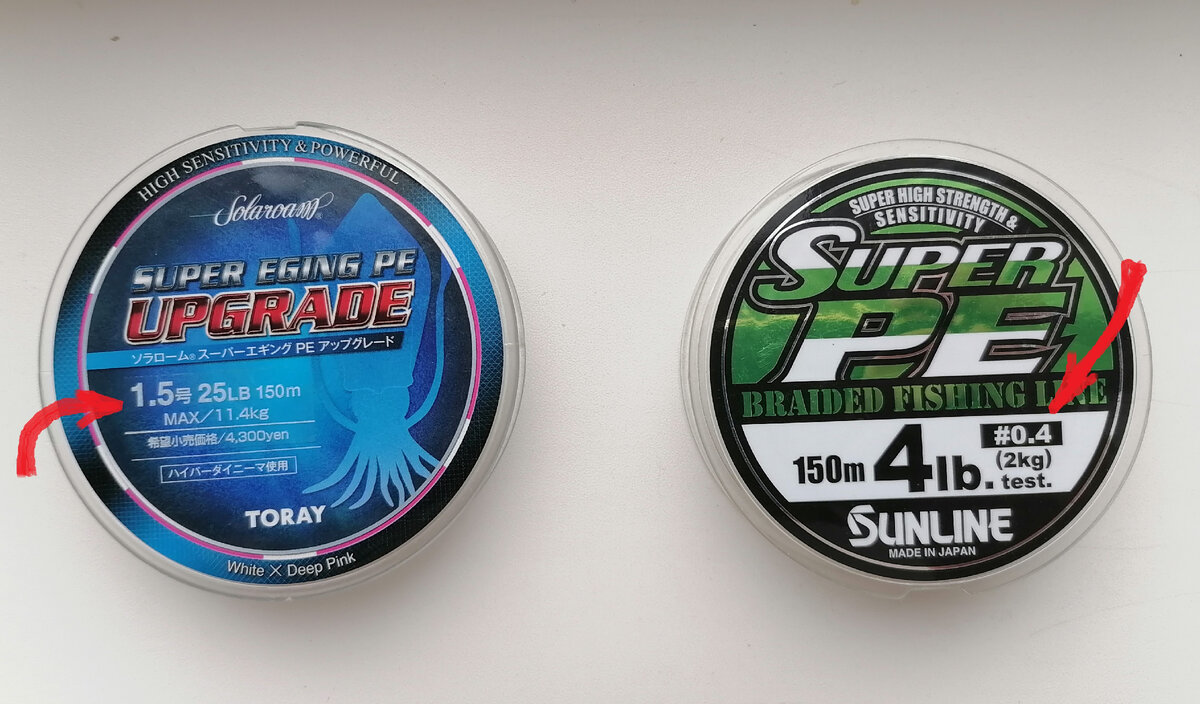 HIGH SENSITIVITY & POWERFUL
Solaroam®
SUPER EGING PE
UPGRADE
ソラローム® スーパーエギング PE アップグレード
1.5号 25LB 150m
MAX/11.4kg
希望小売価格/4,300yen
ハイパーダイニーマ使用
TORAY
White × Deep Pink
SUPER HIGH STRENGTH &
SENSITIVITY
SUPER
PE
BRAIDED FISHING LINE
150m 4lb. #0.4
(2kg)
test.
SUNLINE
MADE IN JAPAN